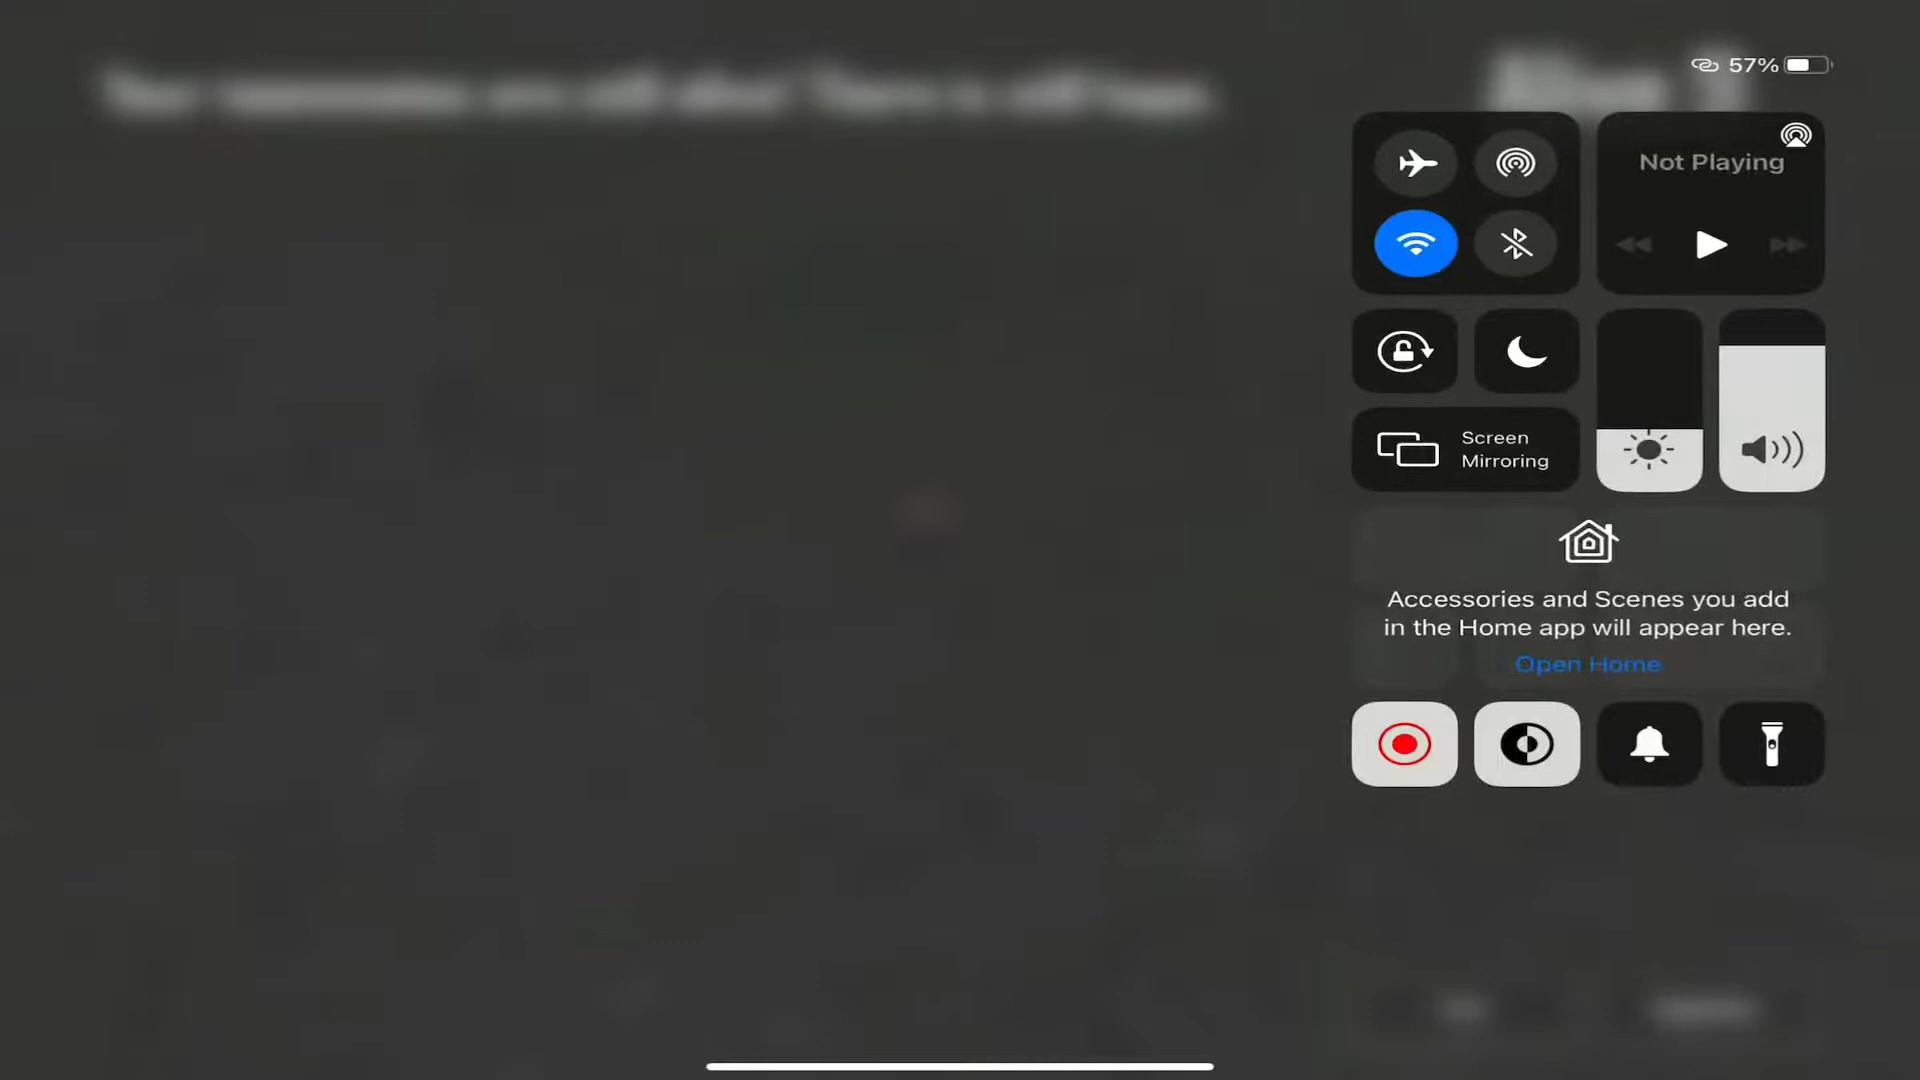 57%
Not Playing
Screen
Mirroring
Accessories and Scenes you add
in the Home app will appear here.
Open Home